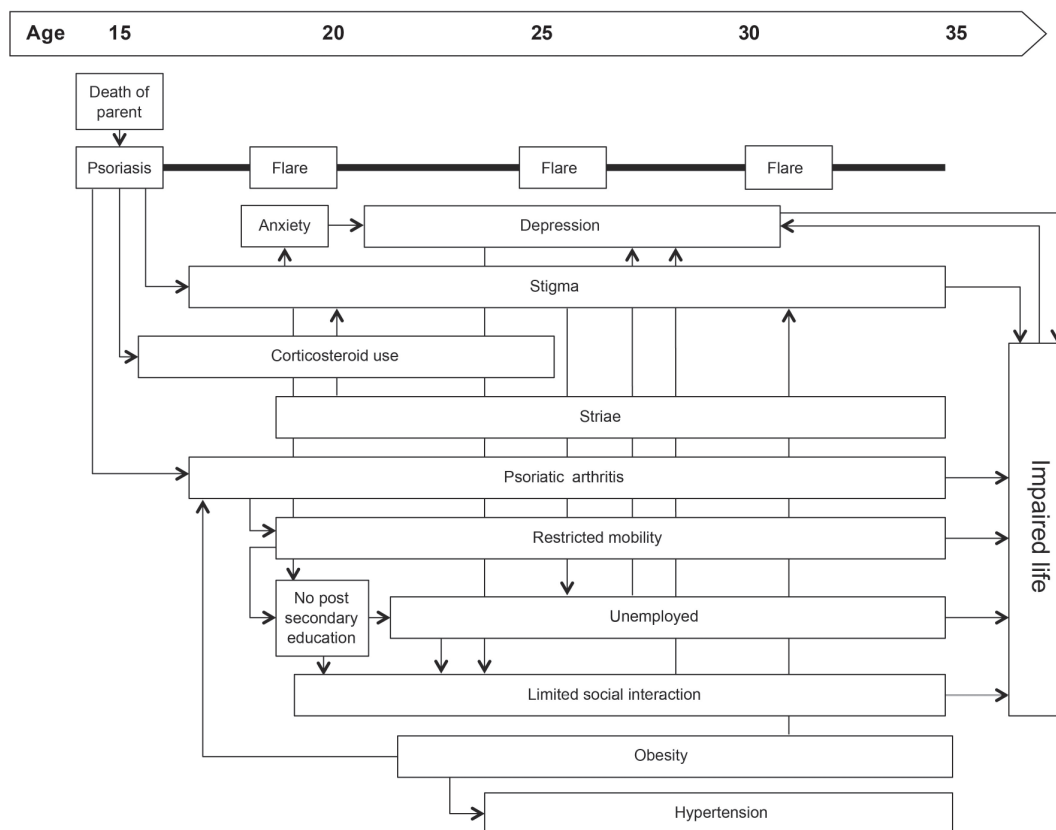 Age 15 20 25 30 35
Death of
parent
Psoriasis Flare Flare Flare
Anxiety Depression
Stigma
Corticosteroid use
Striae
Psoriatic arthritis
Restricted mobility
No post
secondary
education
Unemployed
Limited social interaction
Obesity
Hypertension
Impaired life